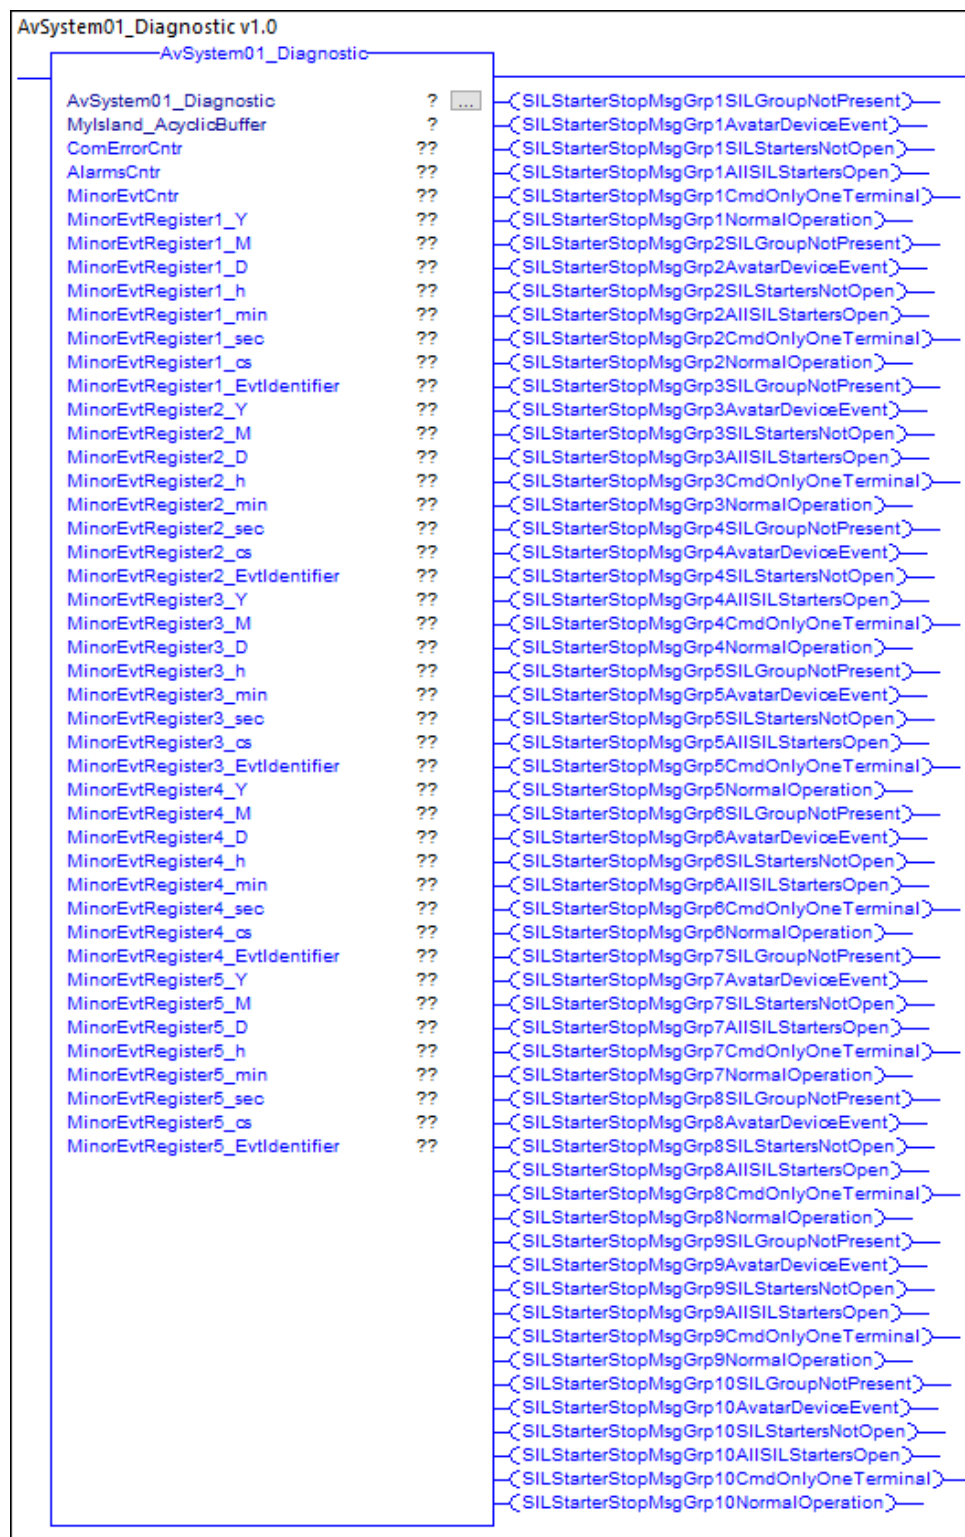 AvSystem01_Diagnostic v1.0
AvSystem01_Diagnostic
AvSystem01_Diagnostic ? ... SILStarterStopMsgGrp1SILGroupNotPresent
MyIsland_AcyclicBuffer ? SILStarterStopMsgGrp1AvatarDeviceEvent
ComErrorCntr ?? SILStarterStopMsgGrp1SILStartersNotOpen
AlarmsCntr ?? SILStarterStopMsgGrp1AllSILStartersOpen
MinorEvtCntr ?? SILStarterStopMsgGrp1CmdOnlyOneTerminal
MinorEvtRegister1_Y ?? SILStarterStopMsgGrp1NormalOperation
MinorEvtRegister1_M ?? SILStarterStopMsgGrp2SILGroupNotPresent
MinorEvtRegister1_D ?? SILStarterStopMsgGrp2AvatarDeviceEvent
MinorEvtRegister1_h ?? SILStarterStopMsgGrp2SILStartersNotOpen
MinorEvtRegister1_min ?? SILStarterStopMsgGrp2AllSILStartersOpen
MinorEvtRegister1_sec ?? SILStarterStopMsgGrp2CmdOnlyOneTerminal
MinorEvtRegister1_cs ?? SILStarterStopMsgGrp2NormalOperation
MinorEvtRegister1_EvtIdentifier ?? SILStarterStopMsgGrp3SILGroupNotPresent
MinorEvtRegister2_Y ?? SILStarterStopMsgGrp3AvatarDeviceEvent
MinorEvtRegister2_M ?? SILStarterStopMsgGrp3SILStartersNotOpen
MinorEvtRegister2_D ?? SILStarterStopMsgGrp3AllSILStartersOpen
MinorEvtRegister2_h ?? SILStarterStopMsgGrp3CmdOnlyOneTerminal
MinorEvtRegister2_min ?? SILStarterStopMsgGrp3NormalOperation
MinorEvtRegister2_sec ?? SILStarterStopMsgGrp4SILGroupNotPresent
MinorEvtRegister2_cs ?? SILStarterStopMsgGrp4AvatarDeviceEvent
MinorEvtRegister2_EvtIdentifier ?? SILStarterStopMsgGrp4SILStartersNotOpen
MinorEvtRegister3_Y ?? SILStarterStopMsgGrp4AllSILStartersOpen
MinorEvtRegister3_M ?? SILStarterStopMsgGrp4CmdOnlyOneTerminal
MinorEvtRegister3_D ?? SILStarterStopMsgGrp4NormalOperation
MinorEvtRegister3_h ?? SILStarterStopMsgGrp5SILGroupNotPresent
MinorEvtRegister3_min ?? SILStarterStopMsgGrp5AvatarDeviceEvent
MinorEvtRegister3_sec ?? SILStarterStopMsgGrp5SILStartersNotOpen
MinorEvtRegister3_cs ?? SILStarterStopMsgGrp5AllSILStartersOpen
MinorEvtRegister3_EvtIdentifier ?? SILStarterStopMsgGrp5CmdOnlyOneTerminal
MinorEvtRegister4_Y ?? SILStarterStopMsgGrp5NormalOperation
MinorEvtRegister4_M ?? SILStarterStopMsgGrp6SILGroupNotPresent
MinorEvtRegister4_D ?? SILStarterStopMsgGrp6AvatarDeviceEvent
MinorEvtRegister4_h ?? SILStarterStopMsgGrp6SILStartersNotOpen
MinorEvtRegister4_min ?? SILStarterStopMsgGrp6AllSILStartersOpen
MinorEvtRegister4_sec ?? SILStarterStopMsgGrp6CmdOnlyOneTerminal
MinorEvtRegister4_cs ?? SILStarterStopMsgGrp6NormalOperation
MinorEvtRegister4_EvtIdentifier ?? SILStarterStopMsgGrp7SILGroupNotPresent
MinorEvtRegister5_Y ?? SILStarterStopMsgGrp7AvatarDeviceEvent
MinorEvtRegister5_M ?? SILStarterStopMsgGrp7SILStartersNotOpen
MinorEvtRegister5_D ?? SILStarterStopMsgGrp7AllSILStartersOpen
MinorEvtRegister5_h ?? SILStarterStopMsgGrp7CmdOnlyOneTerminal
MinorEvtRegister5_min ?? SILStarterStopMsgGrp7NormalOperation
MinorEvtRegister5_sec ?? SILStarterStopMsgGrp8SILGroupNotPresent
MinorEvtRegister5_cs ?? SILStarterStopMsgGrp8AvatarDeviceEvent
MinorEvtRegister5_EvtIdentifier ?? SILStarterStopMsgGrp8SILStartersNotOpen
SILStarterStopMsgGrp8AllSILStartersOpen
SILStarterStopMsgGrp8CmdOnlyOneTerminal
SILStarterStopMsgGrp8NormalOperation
SILStarterStopMsgGrp9SILGroupNotPresent
SILStarterStopMsgGrp9AvatarDeviceEvent
SILStarterStopMsgGrp9SILStartersNotOpen
SILStarterStopMsgGrp9AllSILStartersOpen
SILStarterStopMsgGrp9CmdOnlyOneTerminal
SILStarterStopMsgGrp9NormalOperation
SILStarterStopMsgGrp10SILGroupNotPresent
SILStarterStopMsgGrp10AvatarDeviceEvent
SILStarterStopMsgGrp10SILStartersNotOpen
SILStarterStopMsgGrp10AllSILStartersOpen
SILStarterStopMsgGrp10CmdOnlyOneTerminal
SILStarterStopMsgGrp10NormalOperation